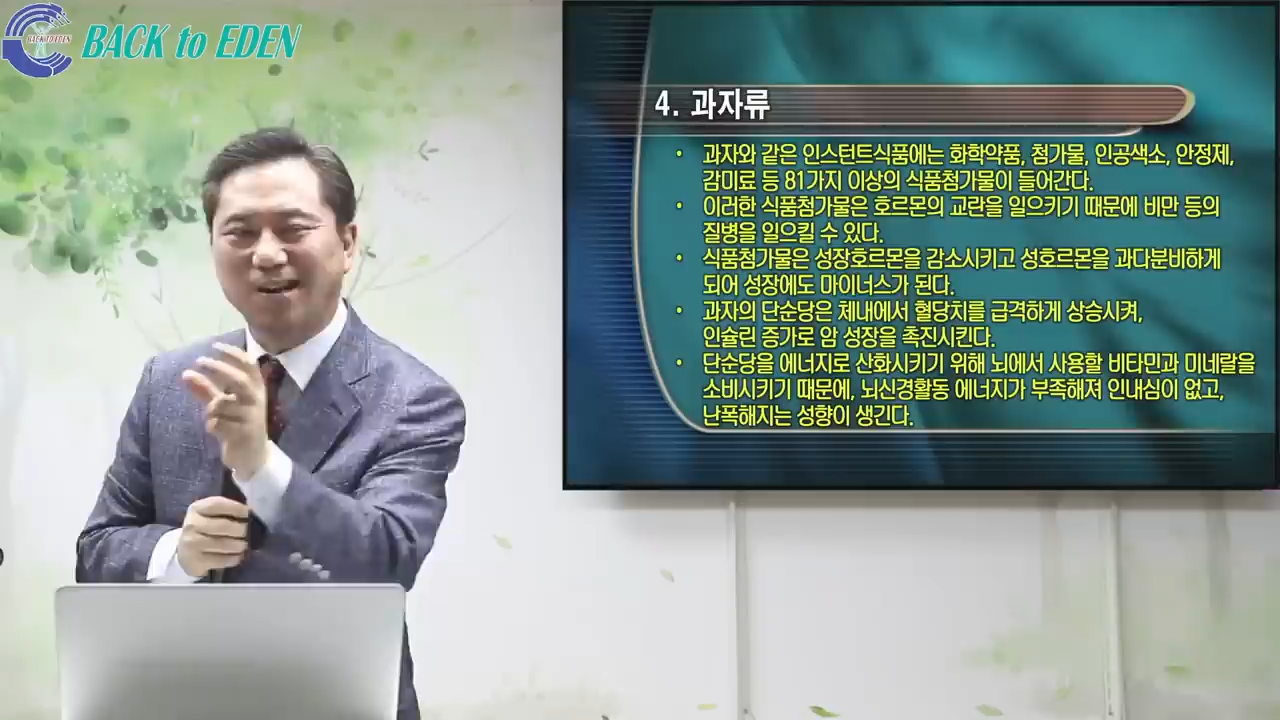 BACK to EDEN
4. 과자류
• 과자와 같은 인스턴트식품에는 화학약품, 첨가물, 인공색소, 안정제,
감미료 등 81가지 이상의 식품첨가물이 들어간다.
• 이러한 식품첨가물은 호르몬의 교란을 일으키기 때문에 비만 등의
질병을 일으킬 수 있다.
• 식품첨가물은 성장호르몬을 감소시키고 성호르몬을 과다분비하게
되어 성장에도 마이너스가 된다.
• 과자의 단순당은 체내에서 혈당치를 급격하게 상승시켜,
인슐린 증가로 암 성장을 촉진시킨다.
• 단순당을 에너지로 산화시키기 위해 뇌에서 사용할 비타민과 미네랄을
소비시키기 때문에, 뇌신경활동 에너지가 부족해져 인내심이 없고,
난폭해지는 성향이 생긴다.